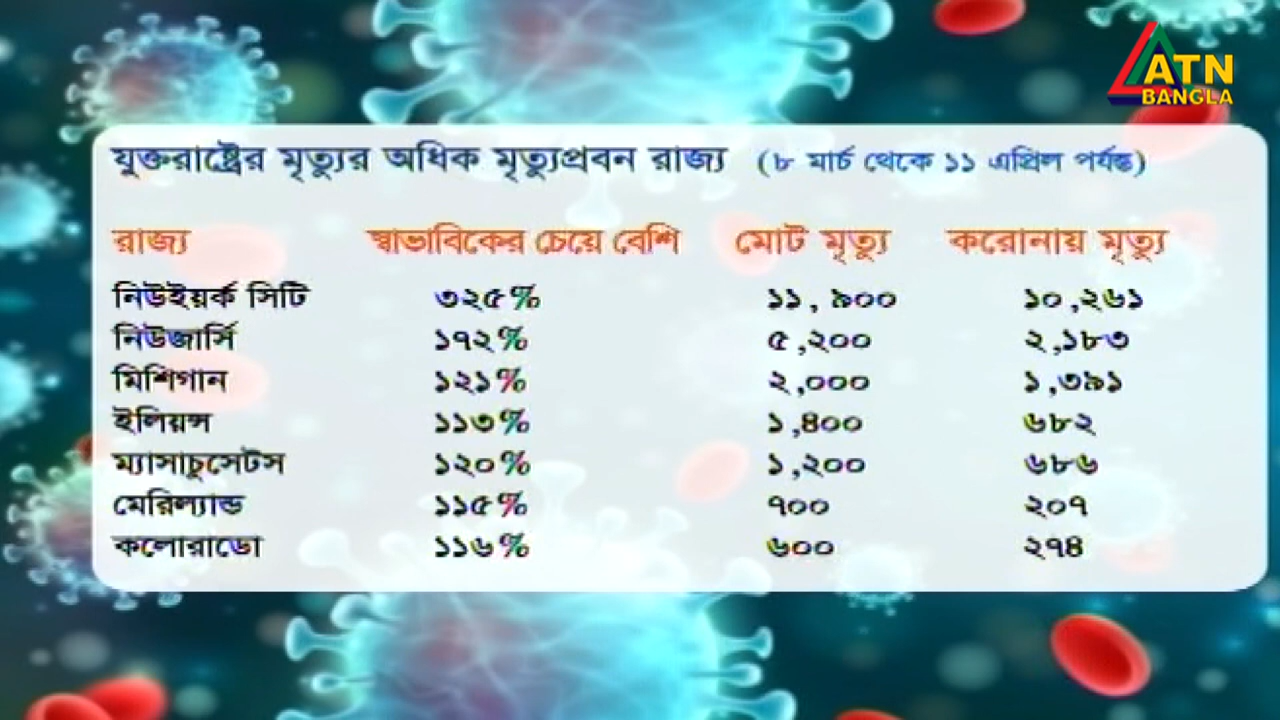 ATN
BANGLA
যুক্তরাষ্ট্রের মৃত্যুর অধিক মৃত্যুপ্রবন রাজ্য (৮ মার্চ থেকে ১১ এপ্রিল পর্যন্ত)
রাজ্য স্বাভাবিকের চেয়ে বেশি মোট মৃত্যু করোনায় মৃত্যু
নিউইয়র্ক সিটি ৩২৫% ১১,৯০০ ১০,২৬১
নিউজার্সি ১৭২% ৫,২০০ ২,১৮৩
মিশিগান ১২১% ২,০০০ ১,৩৯১
ইলিয়ন্স ১১৩% ১,৪০০ ৬৮২
ম্যাসাচুসেটস ১২০% ১,২০০ ৬৮৬
মেরিল্যান্ড ১১৫% ৭০০ ২০৭
কলোরাডো ১১৬% ৬০০ ২৭৪